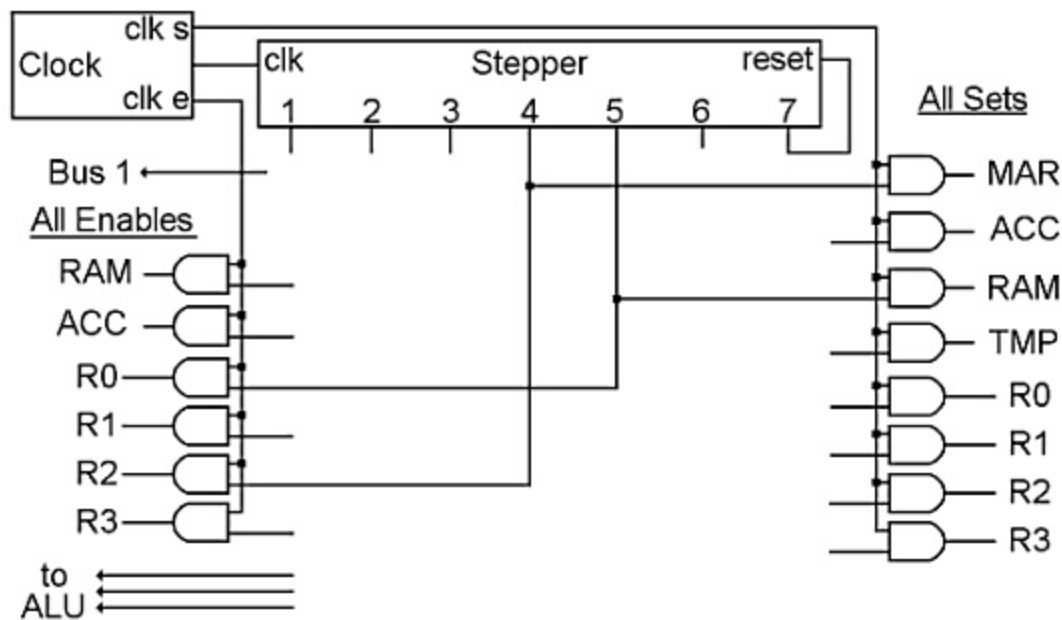 clk s
Clock
clk e
clk Stepper reset
1 2 3 4 5 6 7
Bus 1
All Enables
RAM
ACC
R0
R1
R2
R3
to
ALU
All Sets
MAR
ACC
RAM
TMP
R0
R1
R2
R3